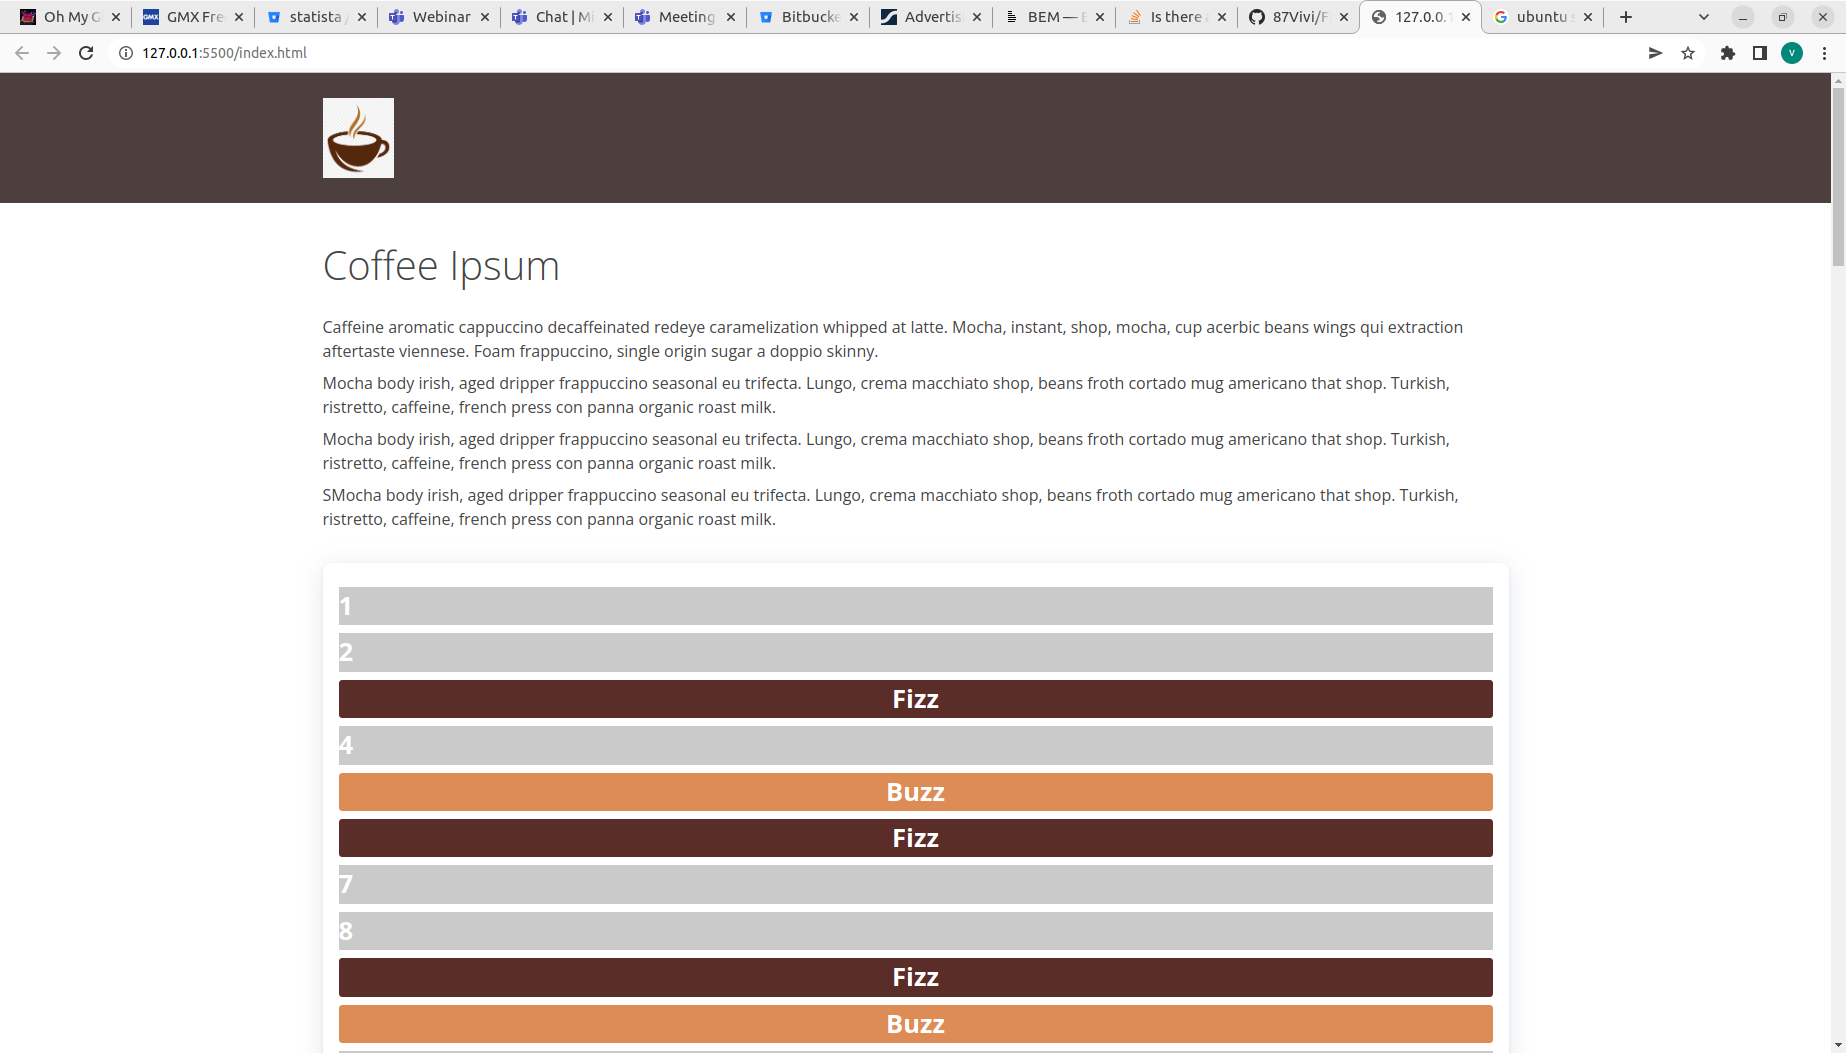 Oh My G
GMX Fre
statista /
Webinar
Chat | Mi
Meeting
Bitbucke
Advertis
BEM — B
Is there a
87Vivi/F
127.0.0.1
ubuntu s
127.0.0.1:5500/index.html
V
Coffee Ipsum
Caffeine aromatic cappuccino decaffeinated redeye caramelization whipped at latte. Mocha, instant, shop, mocha, cup acerbic beans wings qui extraction
aftertaste viennese. Foam frappuccino, single origin sugar a doppio skinny.
Mocha body irish, aged dripper frappuccino seasonal eu trifecta. Lungo, crema macchiato shop, beans froth cortado mug americano that shop. Turkish,
ristretto, caffeine, french press con panna organic roast milk.
Mocha body irish, aged dripper frappuccino seasonal eu trifecta. Lungo, crema macchiato shop, beans froth cortado mug americano that shop. Turkish,
ristretto, caffeine, french press con panna organic roast milk.
SMocha body irish, aged dripper frappuccino seasonal eu trifecta. Lungo, crema macchiato shop, beans froth cortado mug americano that shop. Turkish,
ristretto, caffeine, french press con panna organic roast milk.
1
2
Fizz
4
Buzz
Fizz
7
8
Fizz
Buzz